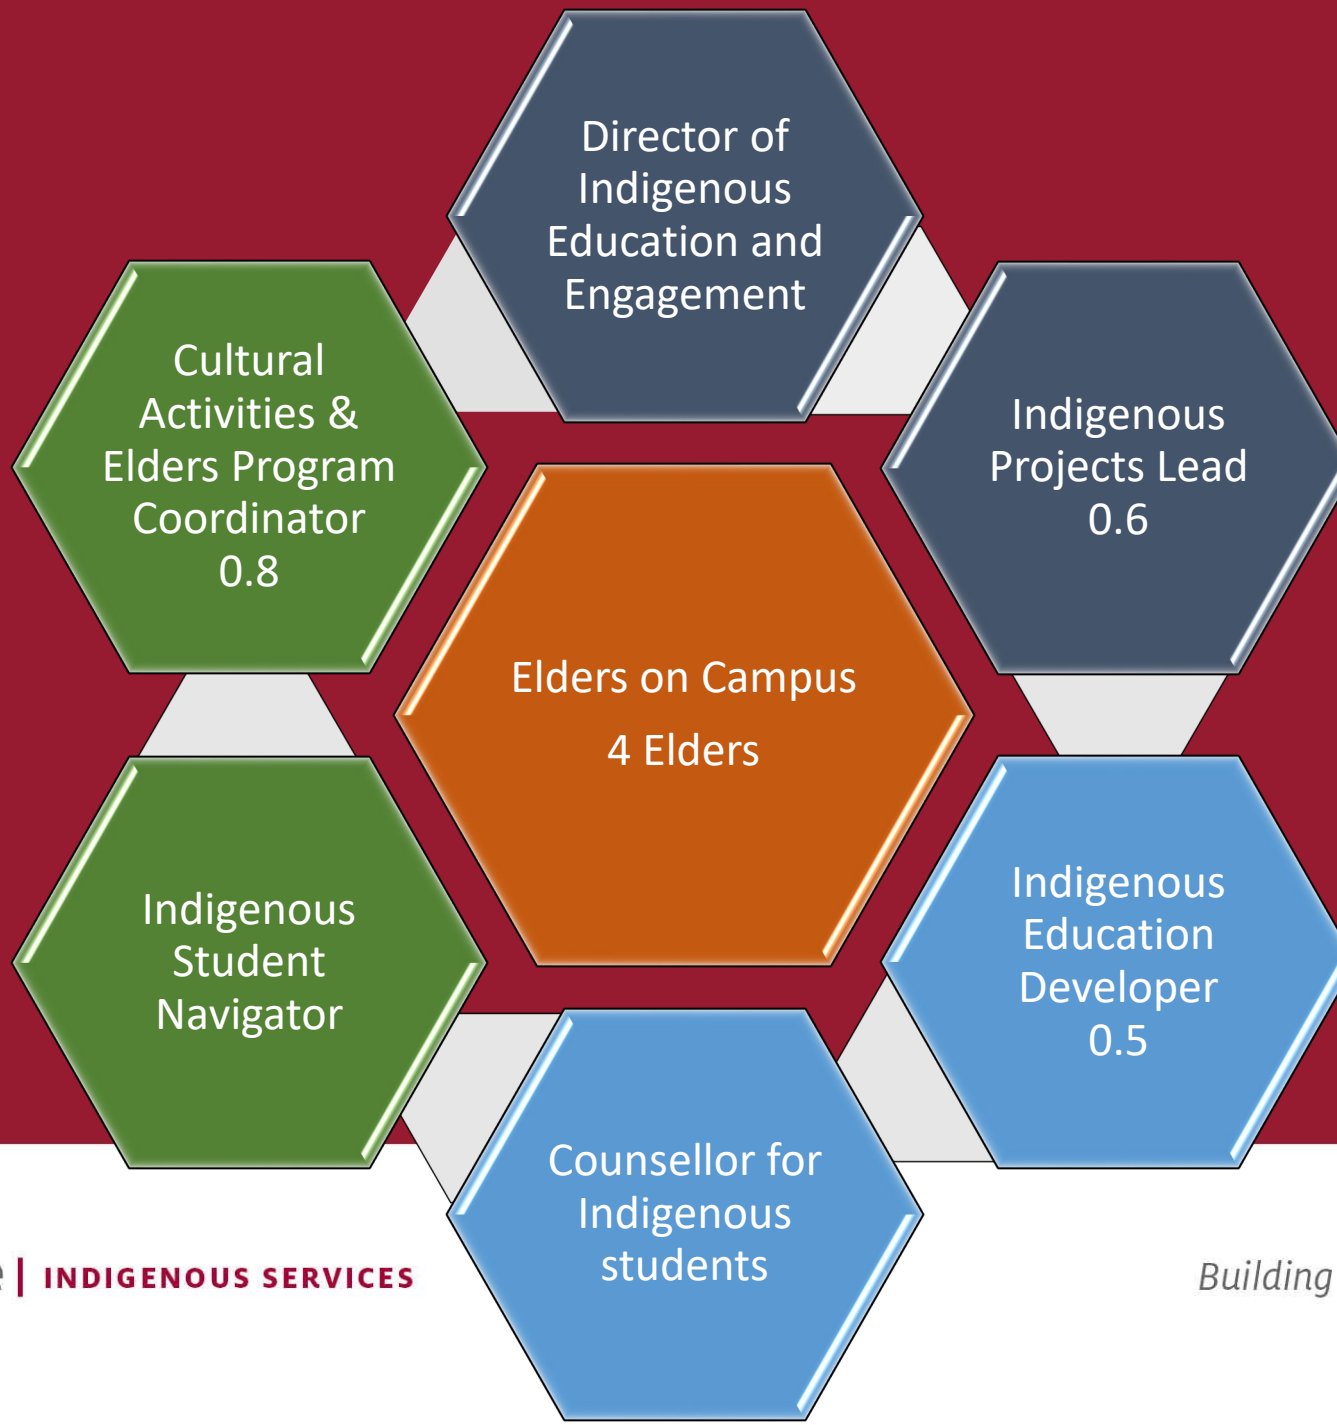 Director of
Indigenous
Education and
Engagement
Cultural
Activities &
Elders Program
Coordinator
0.8
Indigenous
Projects Lead
0.6
Elders on Campus
4 Elders
Indigenous
Student
Navigator
Indigenous
Education
Developer
0.5
Counsellor for
Indigenous
students
| INDIGENOUS SERVICES
Building